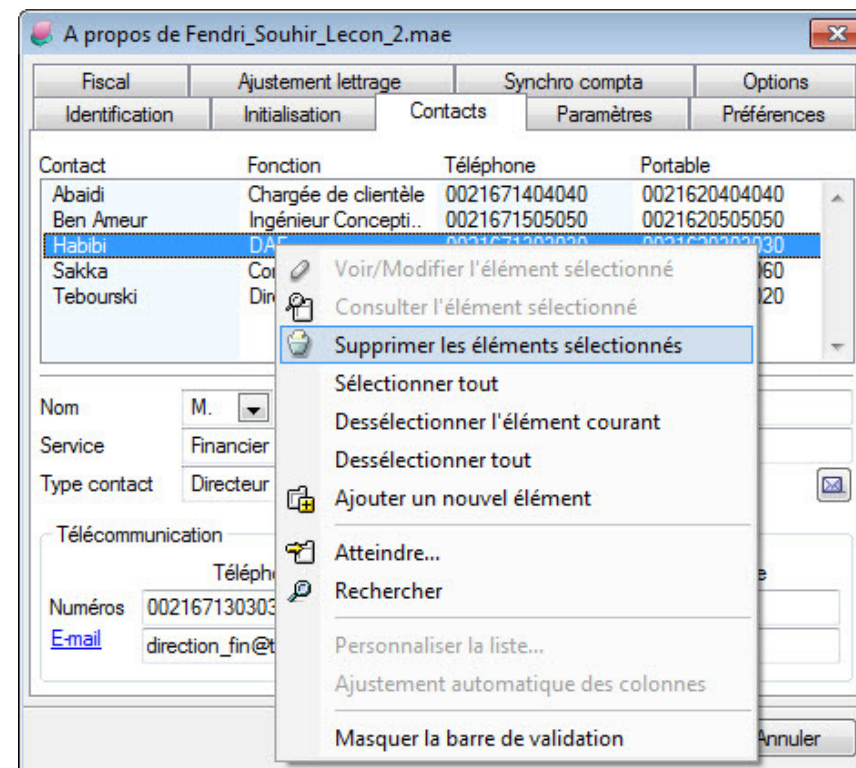 A propos de Fendri_Souhir_Lecon_2.mae
Fiscal Ajustement lettrage Synchro compta Options
Identification Initialisation Contacts Paramètres Préférences
Contact Fonction Téléphone Portable
Abaidi Chargée de clientèle 0021671404040 0021620404040
Ben Ameur Ingénieur Concepti.. 0021671505050 0021620505050
Habibi
Sakka
Tebourski
Voir/Modifier l'élément sélectionné
Consulter l'élément sélectionné
Supprimer les éléments sélectionnés
Sélectionner tout
Dessélectionner l'élément courant
Dessélectionner tout
Ajouter un nouvel élément
Atteindre...
Rechercher
Personnaliser la liste...
Ajustement automatique des colonnes
Masquer la barre de validation
Nom M.
Service Financier
Type contact Directeur
Télécommunication
Numéros
E-mail direction_fin@t
Annuler